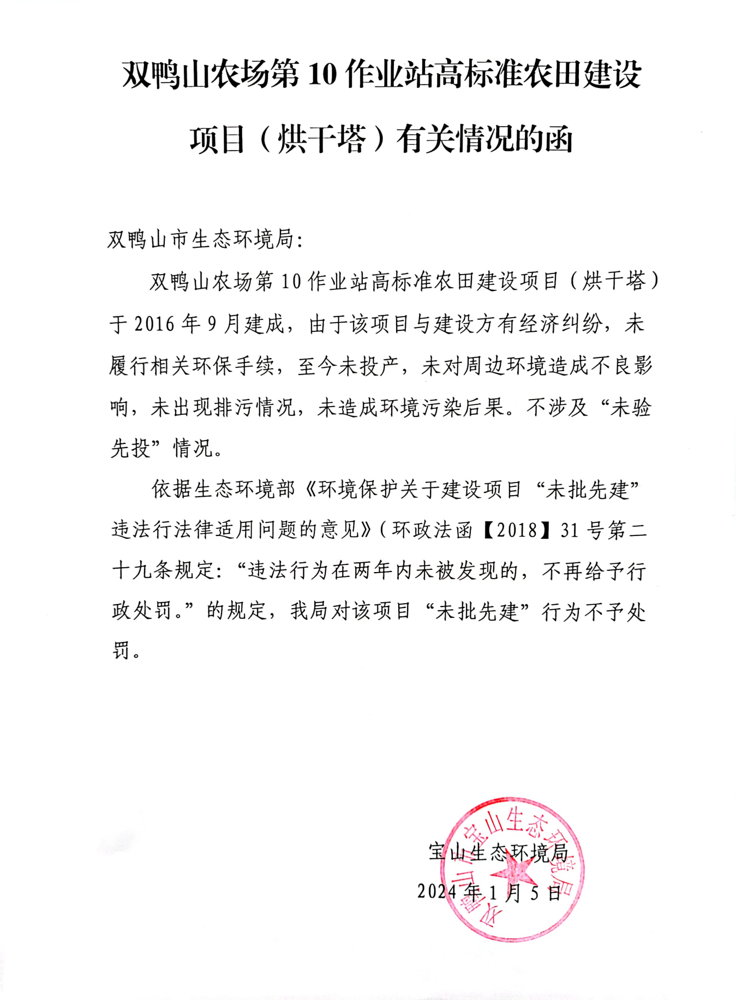 双鸭山农场第 10 作业站高标准农田建设
项目（烘干塔）有关情况的函
双鸭山市生态环境局：
双鸭山农场第 10 作业站高标准农田建设项目（烘干塔）
于 2016 年 9 月建成，由于该项目与建设方有经济纠纷，未
履行相关环保手续，至今未投产，未对周边环境造成不良影
响，未出现排污情况，未造成环境污染后果。不涉及“未验
先投”情况。
依据生态环境部《环境保护关于建设项目“未批先建”
违法行法律适用问题的意见》（环政法函【2018】31 号第二
十九条规定：“违法行为在两年内未被发现的，不再给予行
政处罚。”的规定，我局对该项目“未批先建”行为不予处
罚。
宝山生态环境局
2024 年 1 月 5 日
双鸭山市宝山生态环境局